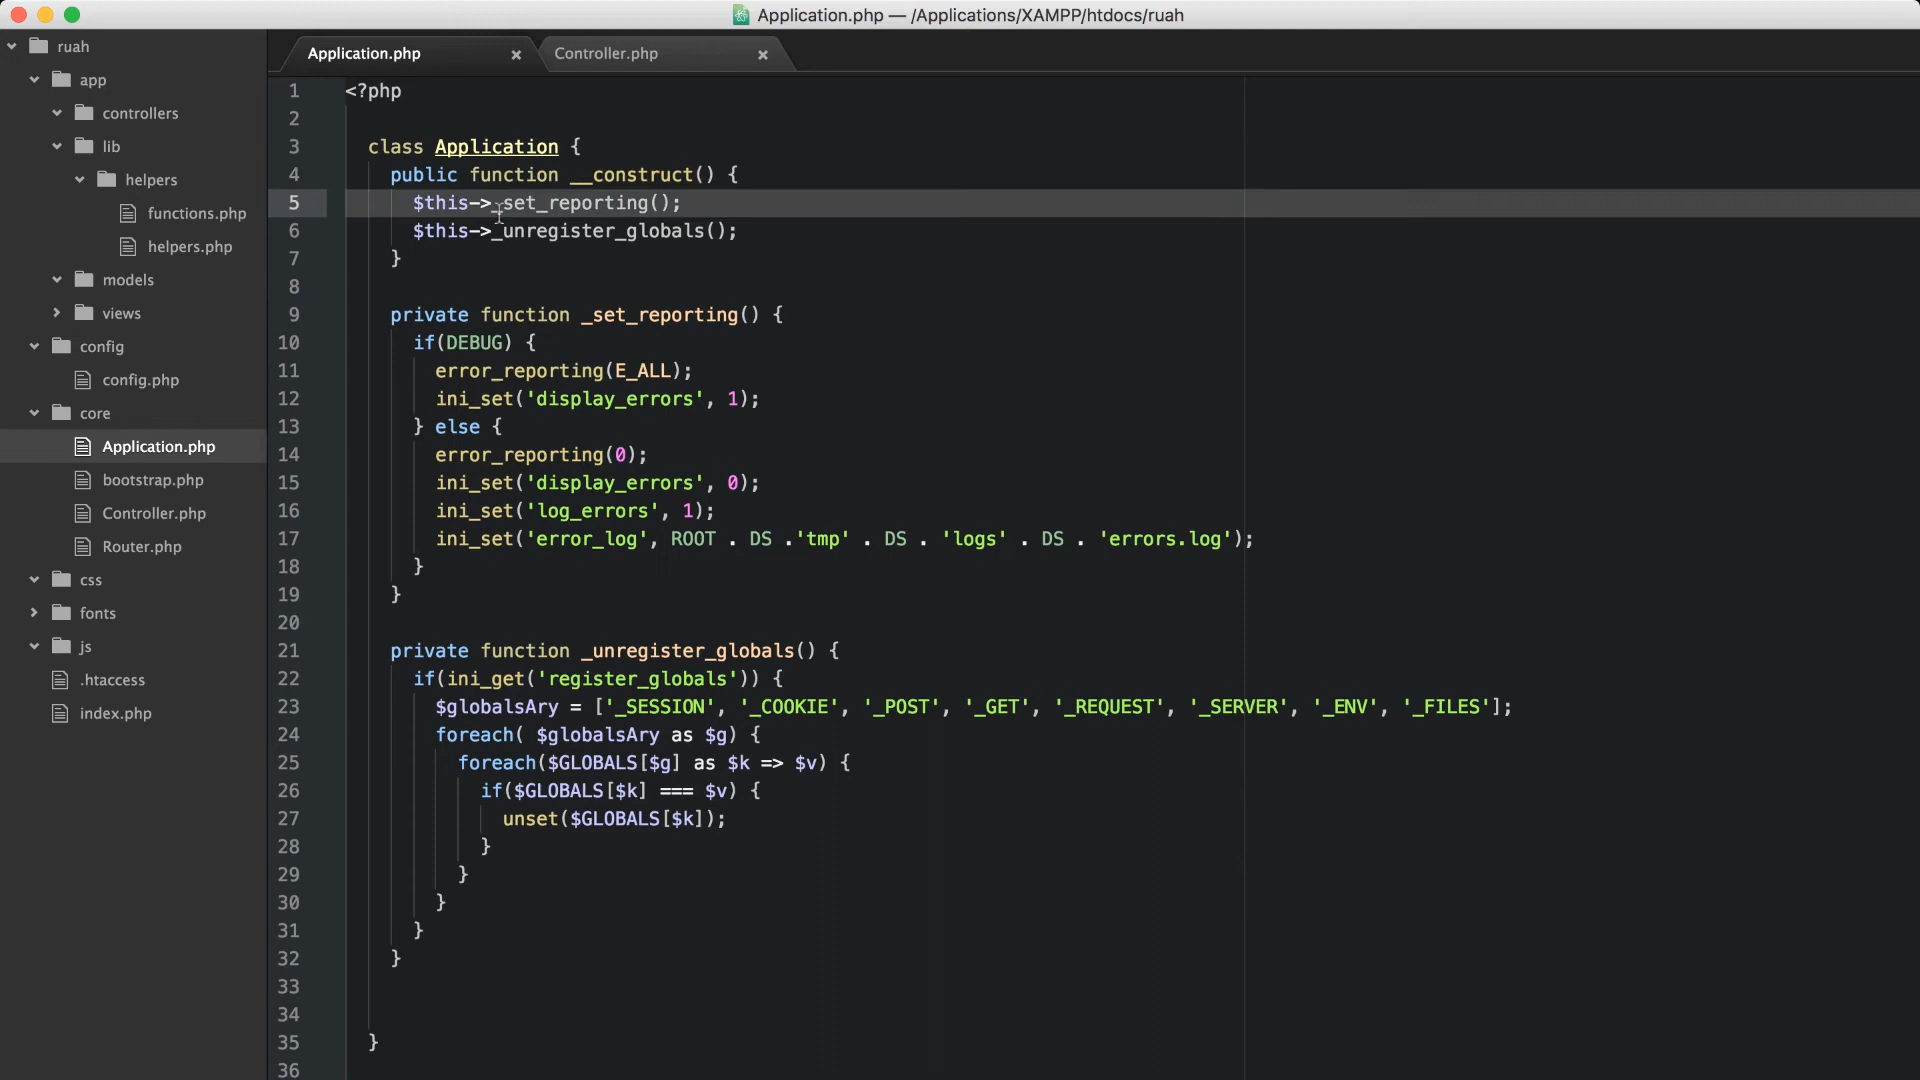 Application.php — /Applications/XAMPP/htdocs/ruah
ruah
app
controllers
lib
helpers
functions.php
helpers.php
models
views
config
config.php
core
Application.php
bootstrap.php
Controller.php
Router.php
css
fonts
js
.htaccess
index.php
Application.php
Controller.php
1 <?php
2
3 class Application {
4 public function __construct() {
5 $this->_set_reporting();
6 $this->_unregister_globals();
7 }
8
9 private function _set_reporting() {
10 if(DEBUG) {
11 error_reporting(E_ALL);
12 ini_set('display_errors', 1);
13 } else {
14 error_reporting(0);
15 ini_set('display_errors', 0);
16 ini_set('log_errors', 1);
17 ini_set('error_log', ROOT . DS .'tmp' . DS . 'logs' . DS . 'errors.log');
18 }
19 }
20
21 private function _unregister_globals() {
22 if(ini_get('register_globals')) {
23 $globalsAry = ['_SESSION', '_COOKIE', '_POST', '_GET', '_REQUEST', '_SERVER', '_ENV', '_FILES'];
24 foreach( $globalsAry as $g) {
25 foreach($GLOBALS[$g] as $k => $v) {
26 if($GLOBALS[$k] === $v) {
27 unset($GLOBALS[$k]);
28 }
29 }
30 }
31 }
32 }
33
34
35 }
36